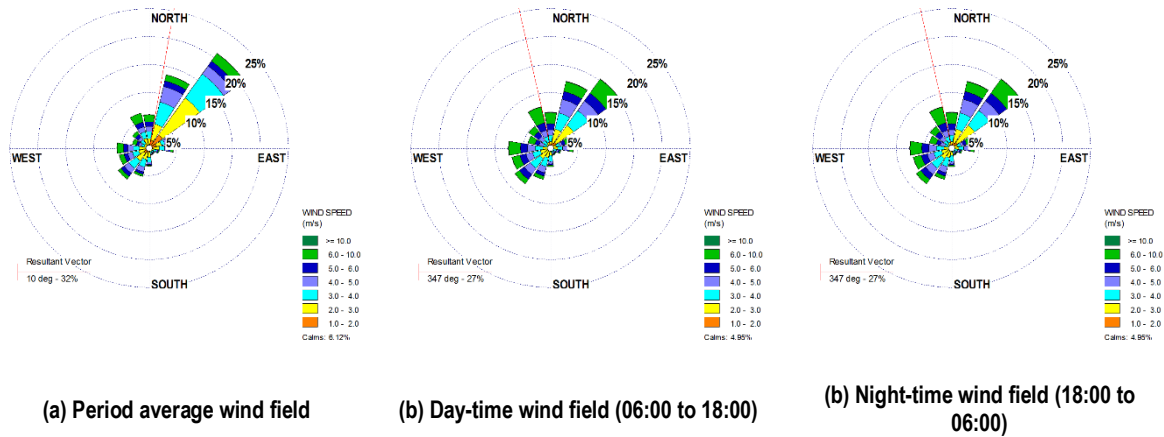 NORTH
25%
20%
15%
10%
5%
WEST
EAST
WIND SPEED
(m/s)
>= 10.0
6.0 - 10.0
5.0 - 6.0
4.0 - 5.0
3.0 - 4.0
2.0 - 3.0
1.0 - 2.0
Calms: 6.12%
Resultant Vector
10 deg - 32%
SOUTH
(a) Period average wind field
NORTH
25%
20%
15%
10%
5%
WEST
EAST
WIND SPEED
(m/s)
>= 10.0
6.0 - 10.0
5.0 - 6.0
4.0 - 5.0
3.0 - 4.0
2.0 - 3.0
1.0 - 2.0
Calms: 4.95%
Resultant Vector
347 deg - 27%
SOUTH
(b) Day-time wind field (06:00 to 18:00)
NORTH
25%
20%
15%
10%
5%
WEST
EAST
WIND SPEED
(m/s)
>= 10.0
6.0 - 10.0
5.0 - 6.0
4.0 - 5.0
3.0 - 4.0
2.0 - 3.0
1.0 - 2.0
Calms: 4.95%
Resultant Vector
347 deg - 27%
SOUTH
(b) Night-time wind field (18:00 to
06:00)